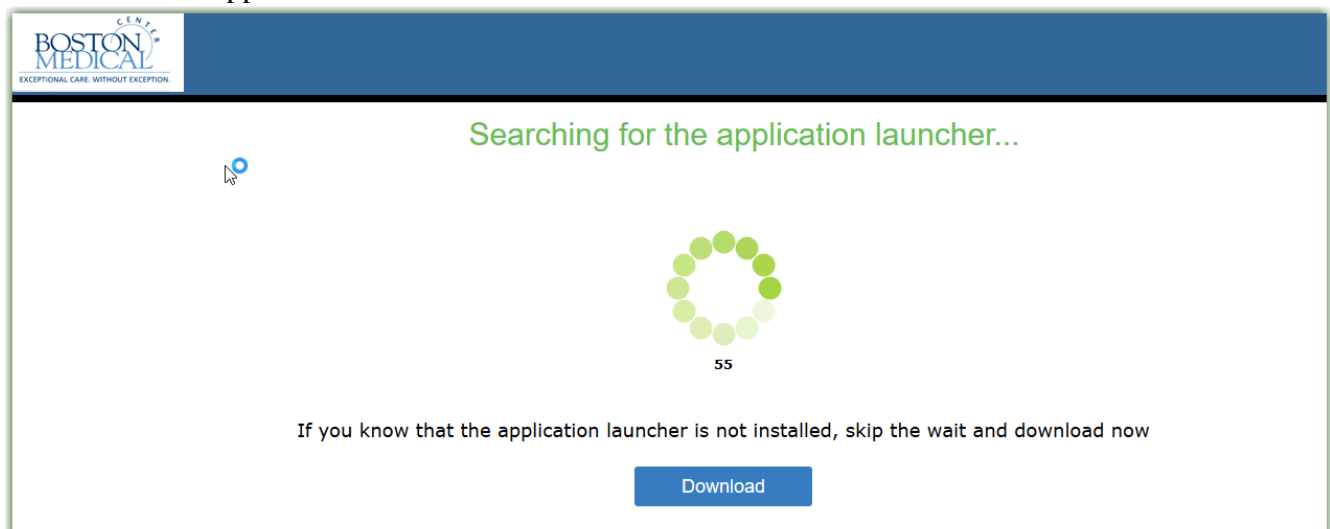 BOSTON
CENTER
MEDICAL
EXCEPTIONAL CARE. WITHOUT EXCEPTION.
Searching for the application launcher...
55
If you know that the application launcher is not installed, skip the wait and download now
Download